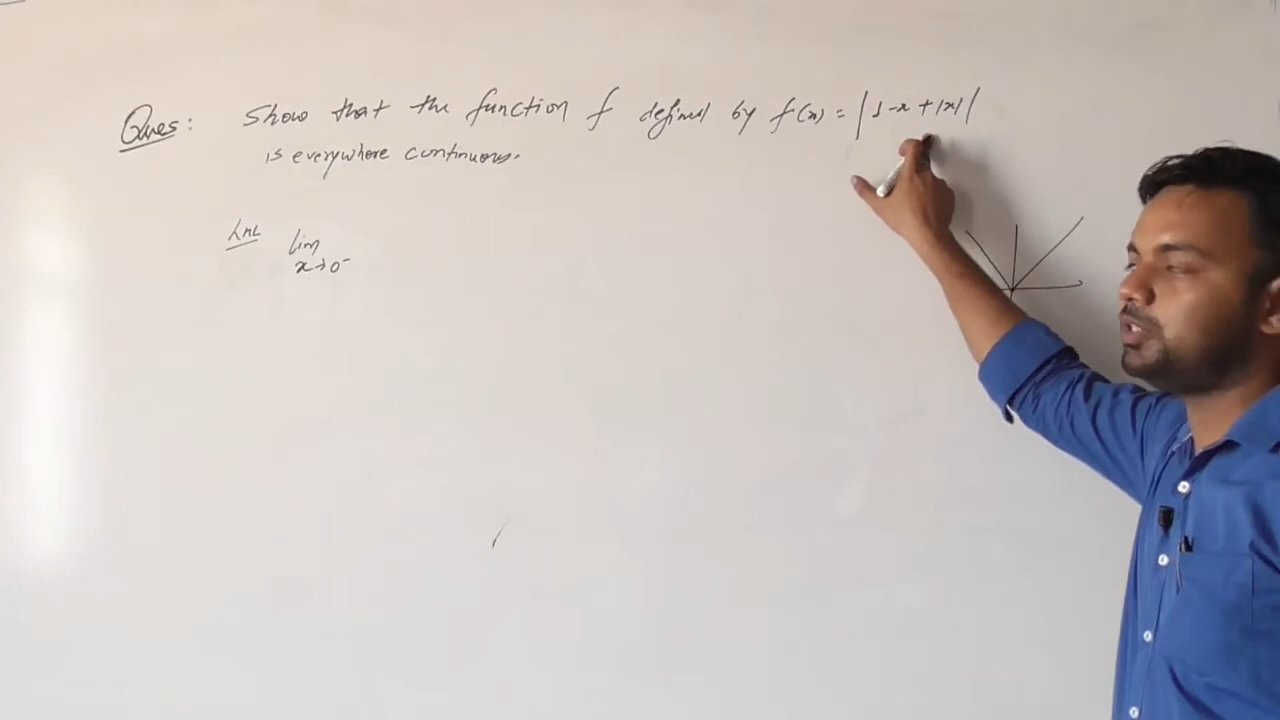 Ques: Show that the function f defined by f(x) = |1-x+|x||
is everywhere continuous.
LHL lim
x→0⁻